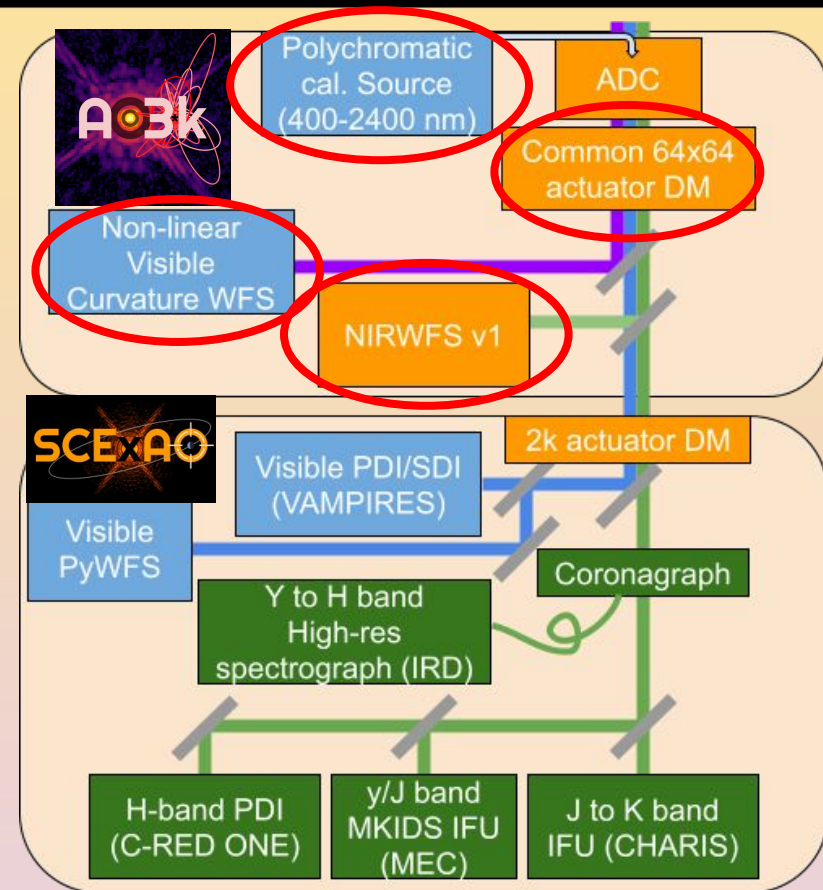 AO3k
Polychromatic
cal. Source
(400-2400 nm)
ADC
Common 64x64
actuator DM
Non-linear
Visible
Curvature WFS
NIRWFS v1
SCExAO
2k actuator DM
Visible PDI/SDI
(VAMPIRES)
Visible
PyWFS
Coronagraph
Y to H band
High-res
spectrograph (IRD)
H-band PDI
(C-RED ONE)
y/J band
MKIDS IFU
(MEC)
J to K band
IFU (CHARIS)